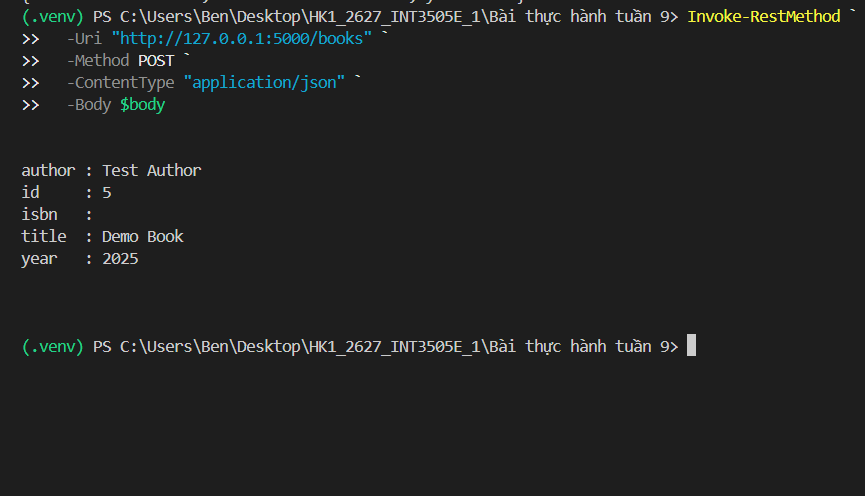 (.venv) PS C:\Users\Ben\Desktop\HK1_2627_INT3505E_1\Bài thực hành tuần 9> Invoke-RestMethod `
>>   -Uri "http://127.0.0.1:5000/books" `
>>   -Method POST `
>>   -ContentType "application/json" `
>>   -Body $body
author : Test Author
id     : 5
isbn   :
title  : Demo Book
year   : 2025
(.venv) PS C:\Users\Ben\Desktop\HK1_2627_INT3505E_1\Bài thực hành tuần 9>